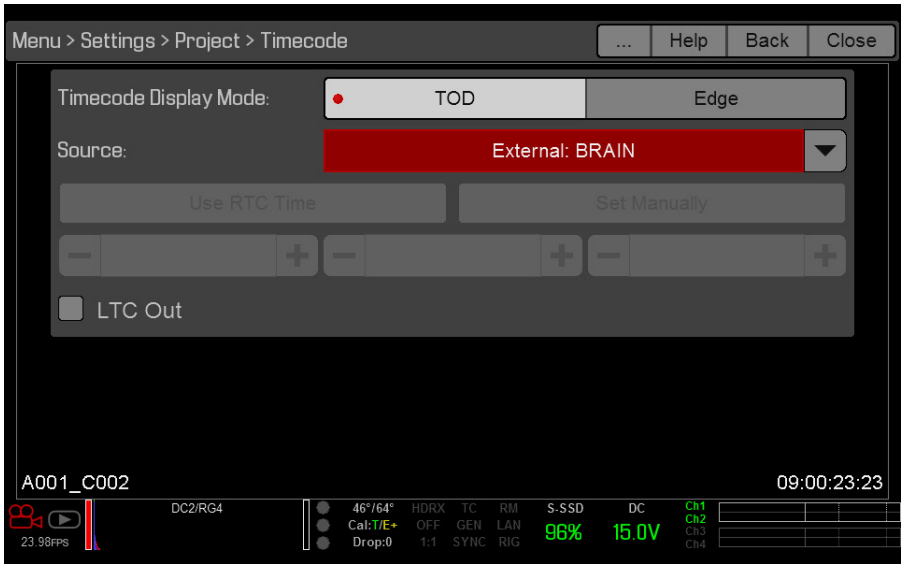 Menu > Settings > Project > Timecode ... Help Back Close
Timecode Display Mode: TOD Edge
Source: External: BRAIN
Use RTC Time Set Manually
LTC Out
A001_C002 09:00:23:23
DC2/RG4 46°/64° HDRX TC RM S-SSD DC Ch1
Cal:T/E+ OFF GEN LAN 96% 15.0V Ch2
23.98FPS Drop:0 1:1 SYNC RIG Ch3
Ch4